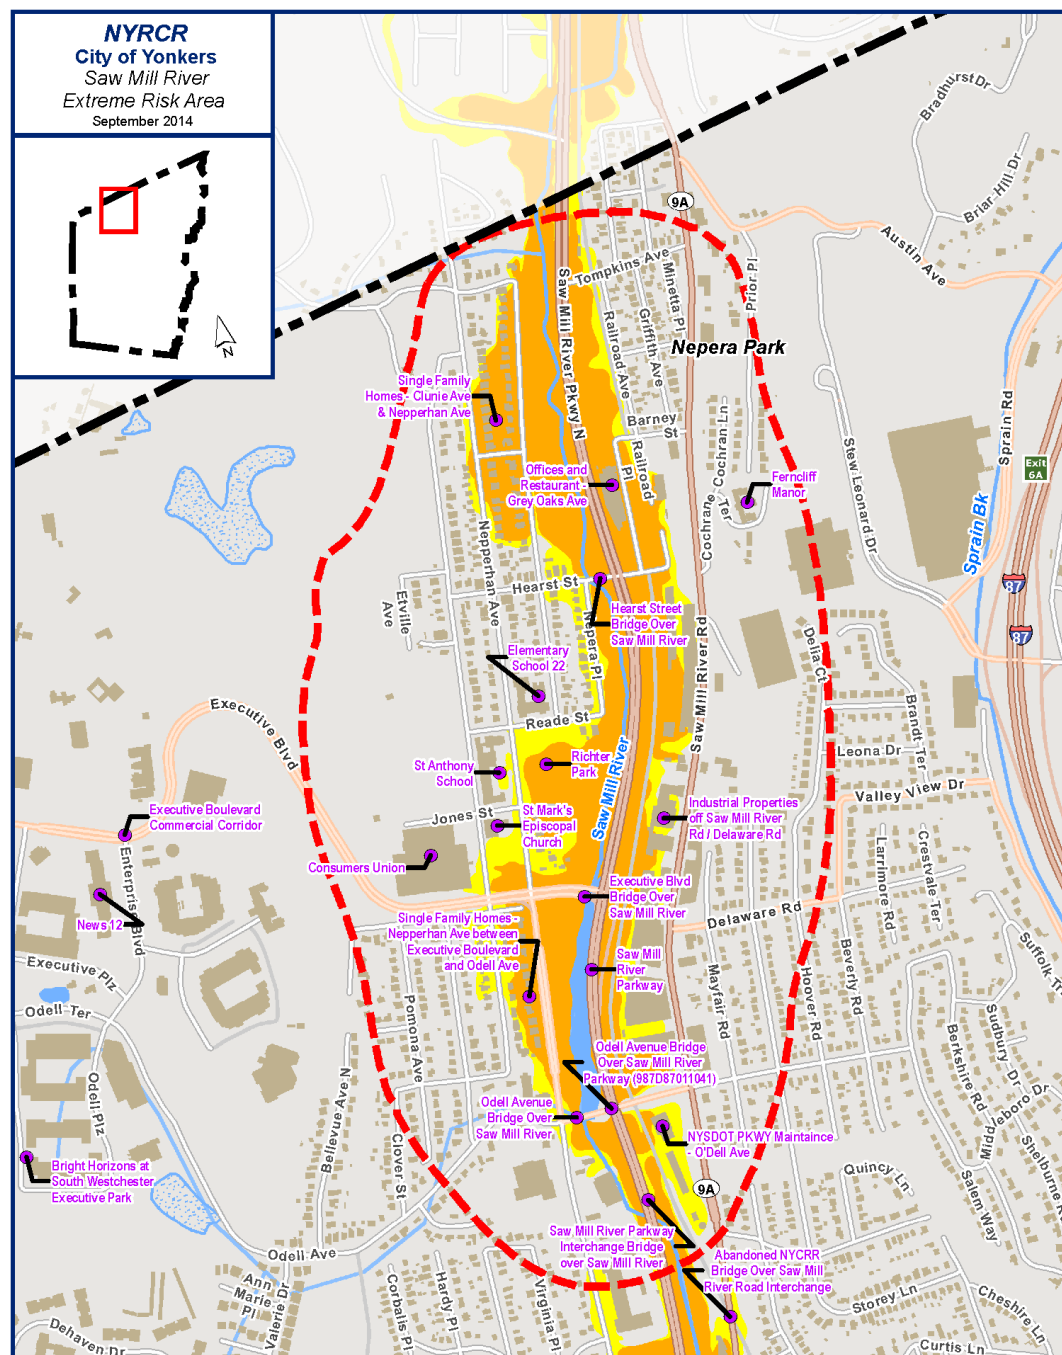 NYRCR
City of Yonkers
Saw Mill River
Extreme Risk Area
September 2014
N
Bradhurst Dr
Briar Hill Dr
9A
Austin Ave
Tompkins Ave
Minetta Pl
Prior Pl
Saw Mill River Pkwy N
Railroad Ave
Griffith Ave
Nepera Park
Single Family
Homes - Clunie Ave
& Nepperhan Ave
Sprain Rd
Barney
St
Cochrane Cochran Ln
Ter
Stew Leonard Dr
Exit
6A
Offices and
Restaurant -
Grey Oaks Ave
Railroad
Pl
Ferncliff
Manor
Sprain Bk
Nepperhan Ave
Hearst St
87
Etville
Ave
Nepera Pl
Hearst Street
Bridge Over
Saw Mill River
87
Saw Mill River Rd
Delia Ct
Elementary
School 22
Reade St
Brandt Ter
Executive Blvd
Leona Dr
St Anthony
School
Richter
Park
Saw Mill River
Valley View Dr
Executive Boulevard
Commercial Corridor
Jones St
St Mark's
Episcopal
Church
Industrial Properties
off Saw Mill River
Rd / Delaware Rd
Larrimore Rd
Crestvale Ter
Consumers Union
Enterprise Blvd
Executive Blvd
Bridge Over
Saw Mill River
Delaware Rd
News 12
Single Family Homes -
Nepperhan Ave between
Executive Boulevard
and Odell Ave
Saw Mill
River
Parkway
Mayfair Rd
Hoover Rd
Beverly Rd
Suffolk Tr
Executive Plz
Odell Ter
Pomona Ave
Berkshire Rd
Sudbury Dr
Middleboro Dr
Odell Avenue Bridge
Over Saw Mill River
Parkway (987D87011041)
Odell Plz
Bellevue Ave N
Odell Avenue
Bridge Over
Saw Mill River
NYSDOT PKWY Maintaince
- O'Dell Ave
Clover St
Shelburne R
Bright Horizons at
South Westchester
Executive Park
Quincy Ln
Salem Way
9A
Saw Mill River Parkway
Interchange Bridge
over Saw Mill River
Abandoned NYCRR
Bridge Over Saw Mill
River Road Interchange
Odell Ave
Ann
Marie
Pl
Valerie Dr
Corbalis Pl
Hardy Pl
Virginia Pl
Storey Ln
Cheshire Ln
Dehaven Dr
Curtis Ln